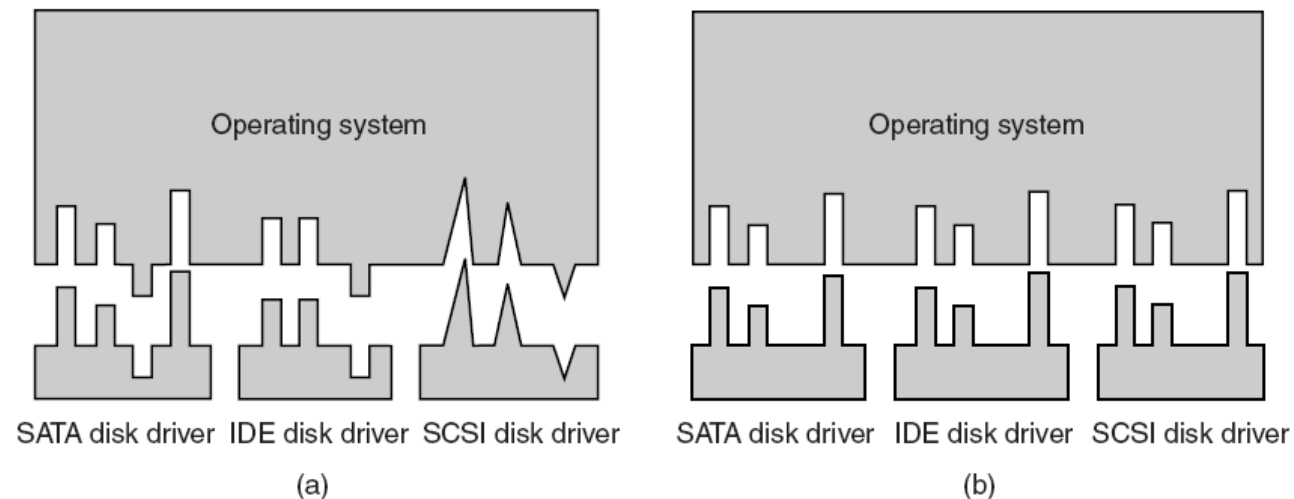 Operating system
SATA disk driver IDE disk driver SCSI disk driver
(a)
Operating system
SATA disk driver IDE disk driver SCSI disk driver
(b)